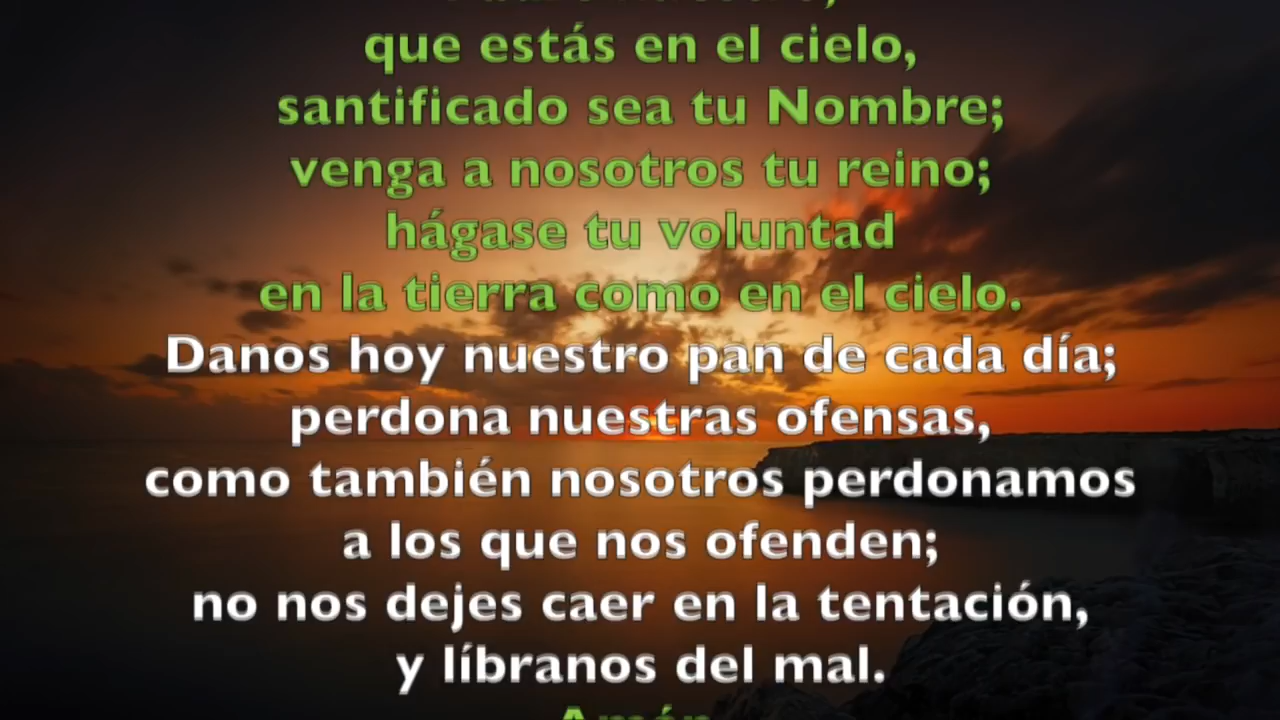 que estás en el cielo,
santificado sea tu Nombre;
venga a nosotros tu reino;
hágase tu voluntad
en la tierra como en el cielo.
Danos hoy nuestro pan de cada día;
perdona nuestras ofensas,
como también nosotros perdonamos
a los que nos ofenden;
no nos dejes caer en la tentación,
y líbranos del mal.
Amén